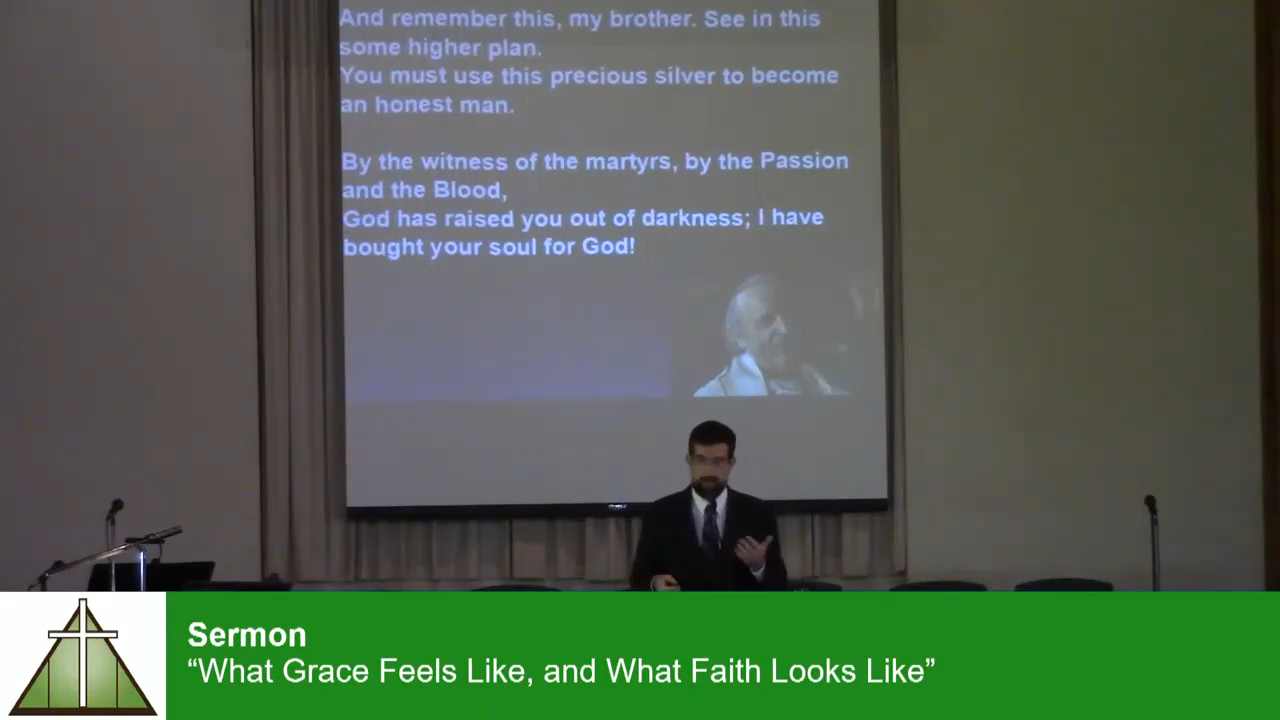 And remember this, my brother. See in this
some higher plan.
You must use this precious silver to become
an honest man.
By the witness of the martyrs, by the Passion
and the Blood,
God has raised you out of darkness; I have
bought your soul for God!
Sermon
“What Grace Feels Like, and What Faith Looks Like”